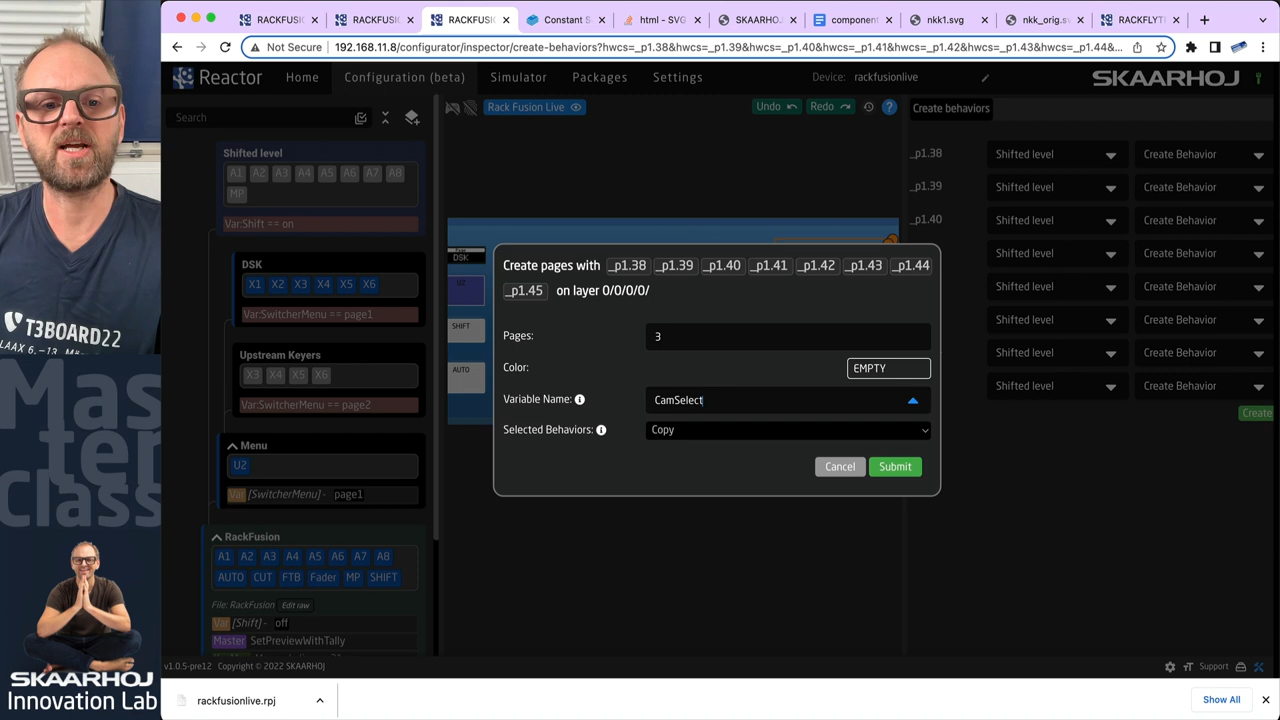 RACKFUSIO
RACKFUSIO
RACKFUSIO
Constant S
html - SVG
SKAARHOJ
component
nkk1.svg
nkk_orig.sv
RACKFLYT
Not Secure
192.168.11.8/configurator/inspector/create-behaviors?hwcs=_p1.38&hwcs=_p1.39&hwcs=_p1.40&hwcs=_p1.41&hwcs=_p1.42&hwcs=_p1.43&hwcs=_p1.44&...
Reactor
Home
Configuration (beta)
Simulator
Packages
Settings
Device:
rackfusionlive
SKAARHOJ
Search
Rack Fusion Live
Undo
Redo
?
Create behaviors
Shifted level
A1 A2 A3 A4 A5 A6 A7 A8
MP
Var:Shift == on
DSK
X1 X2 X3 X4 X5 X6
Var:SwitcherMenu == page1
Upstream Keyers
X3 X4 X5 X6
Var:SwitcherMenu == page2
Menu
U2
Var [SwitcherMenu] - page1
RackFusion
A1 A2 A3 A4 A5 A6 A7 A8
AUTO CUT FTB Fader MP SHIFT
File: RackFusion Edit raw
Var [Shift] - off
Master SetPreviewWithTally
DSK
U2
SHIFT
AUTO
Create pages with _p1.38 _p1.39 _p1.40 _p1.41 _p1.42 _p1.43 _p1.44
_p1.45 on layer 0/0/0/0/
Pages: 3
Color: EMPTY
Variable Name: CamSelect
Selected Behaviors: Copy
Cancel
Submit
_p1.38 Shifted level Create Behavior
_p1.39 Shifted level Create Behavior
_p1.40 Shifted level Create Behavior
Shifted level Create Behavior
Shifted level Create Behavior
Shifted level Create Behavior
Shifted level Create Behavior
Shifted level Create Behavior
Create
v1.0.5-pre12 Copyright © 2022 SKAARHOJ
Support
rackfusionlive.rpj
Show All
T3BOARD22
LAAX 6.-13. M
Mas
ter
Class
SKAARHOJ
Innovation Lab